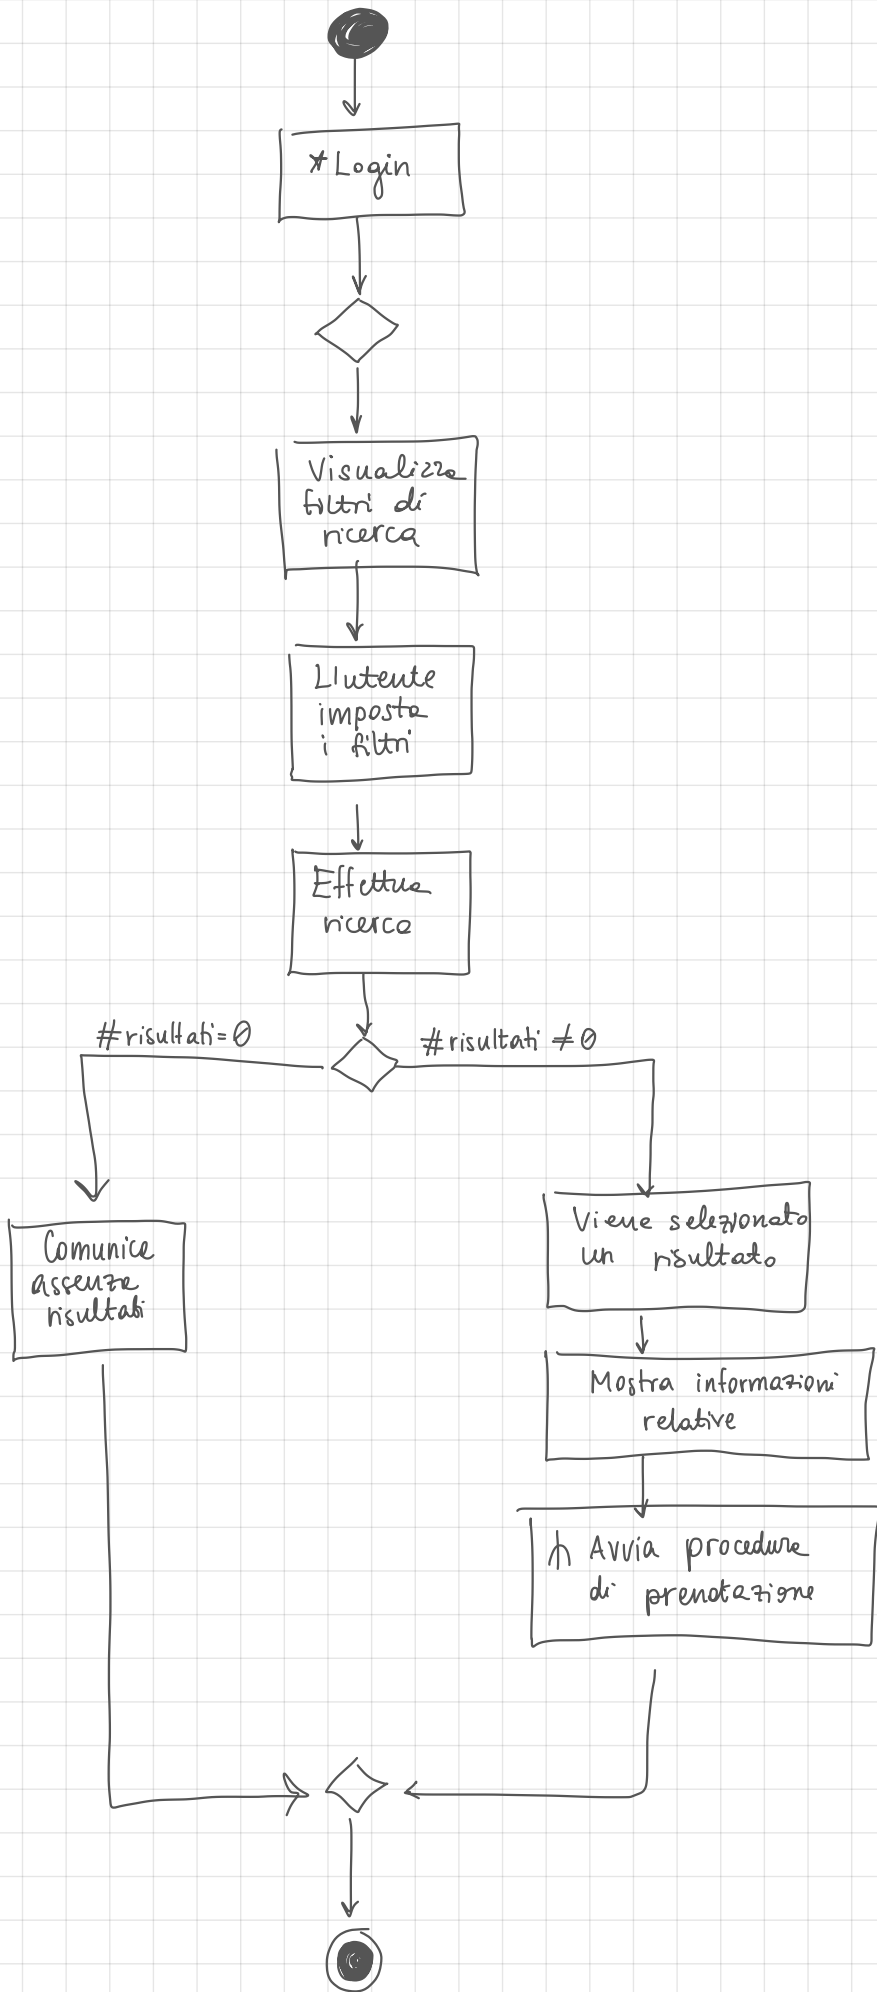 *Login
Visualizza
filtri di
ricerca
L'utente
imposta
i filtri
Effettua
ricerca
#risultati=0
#risultati ≠ 0
Comunica
assenza
risultati
Viene selezionato
un risultato
Mostra informazioni
relative
⋔ Avvia procedura
di prenotazione